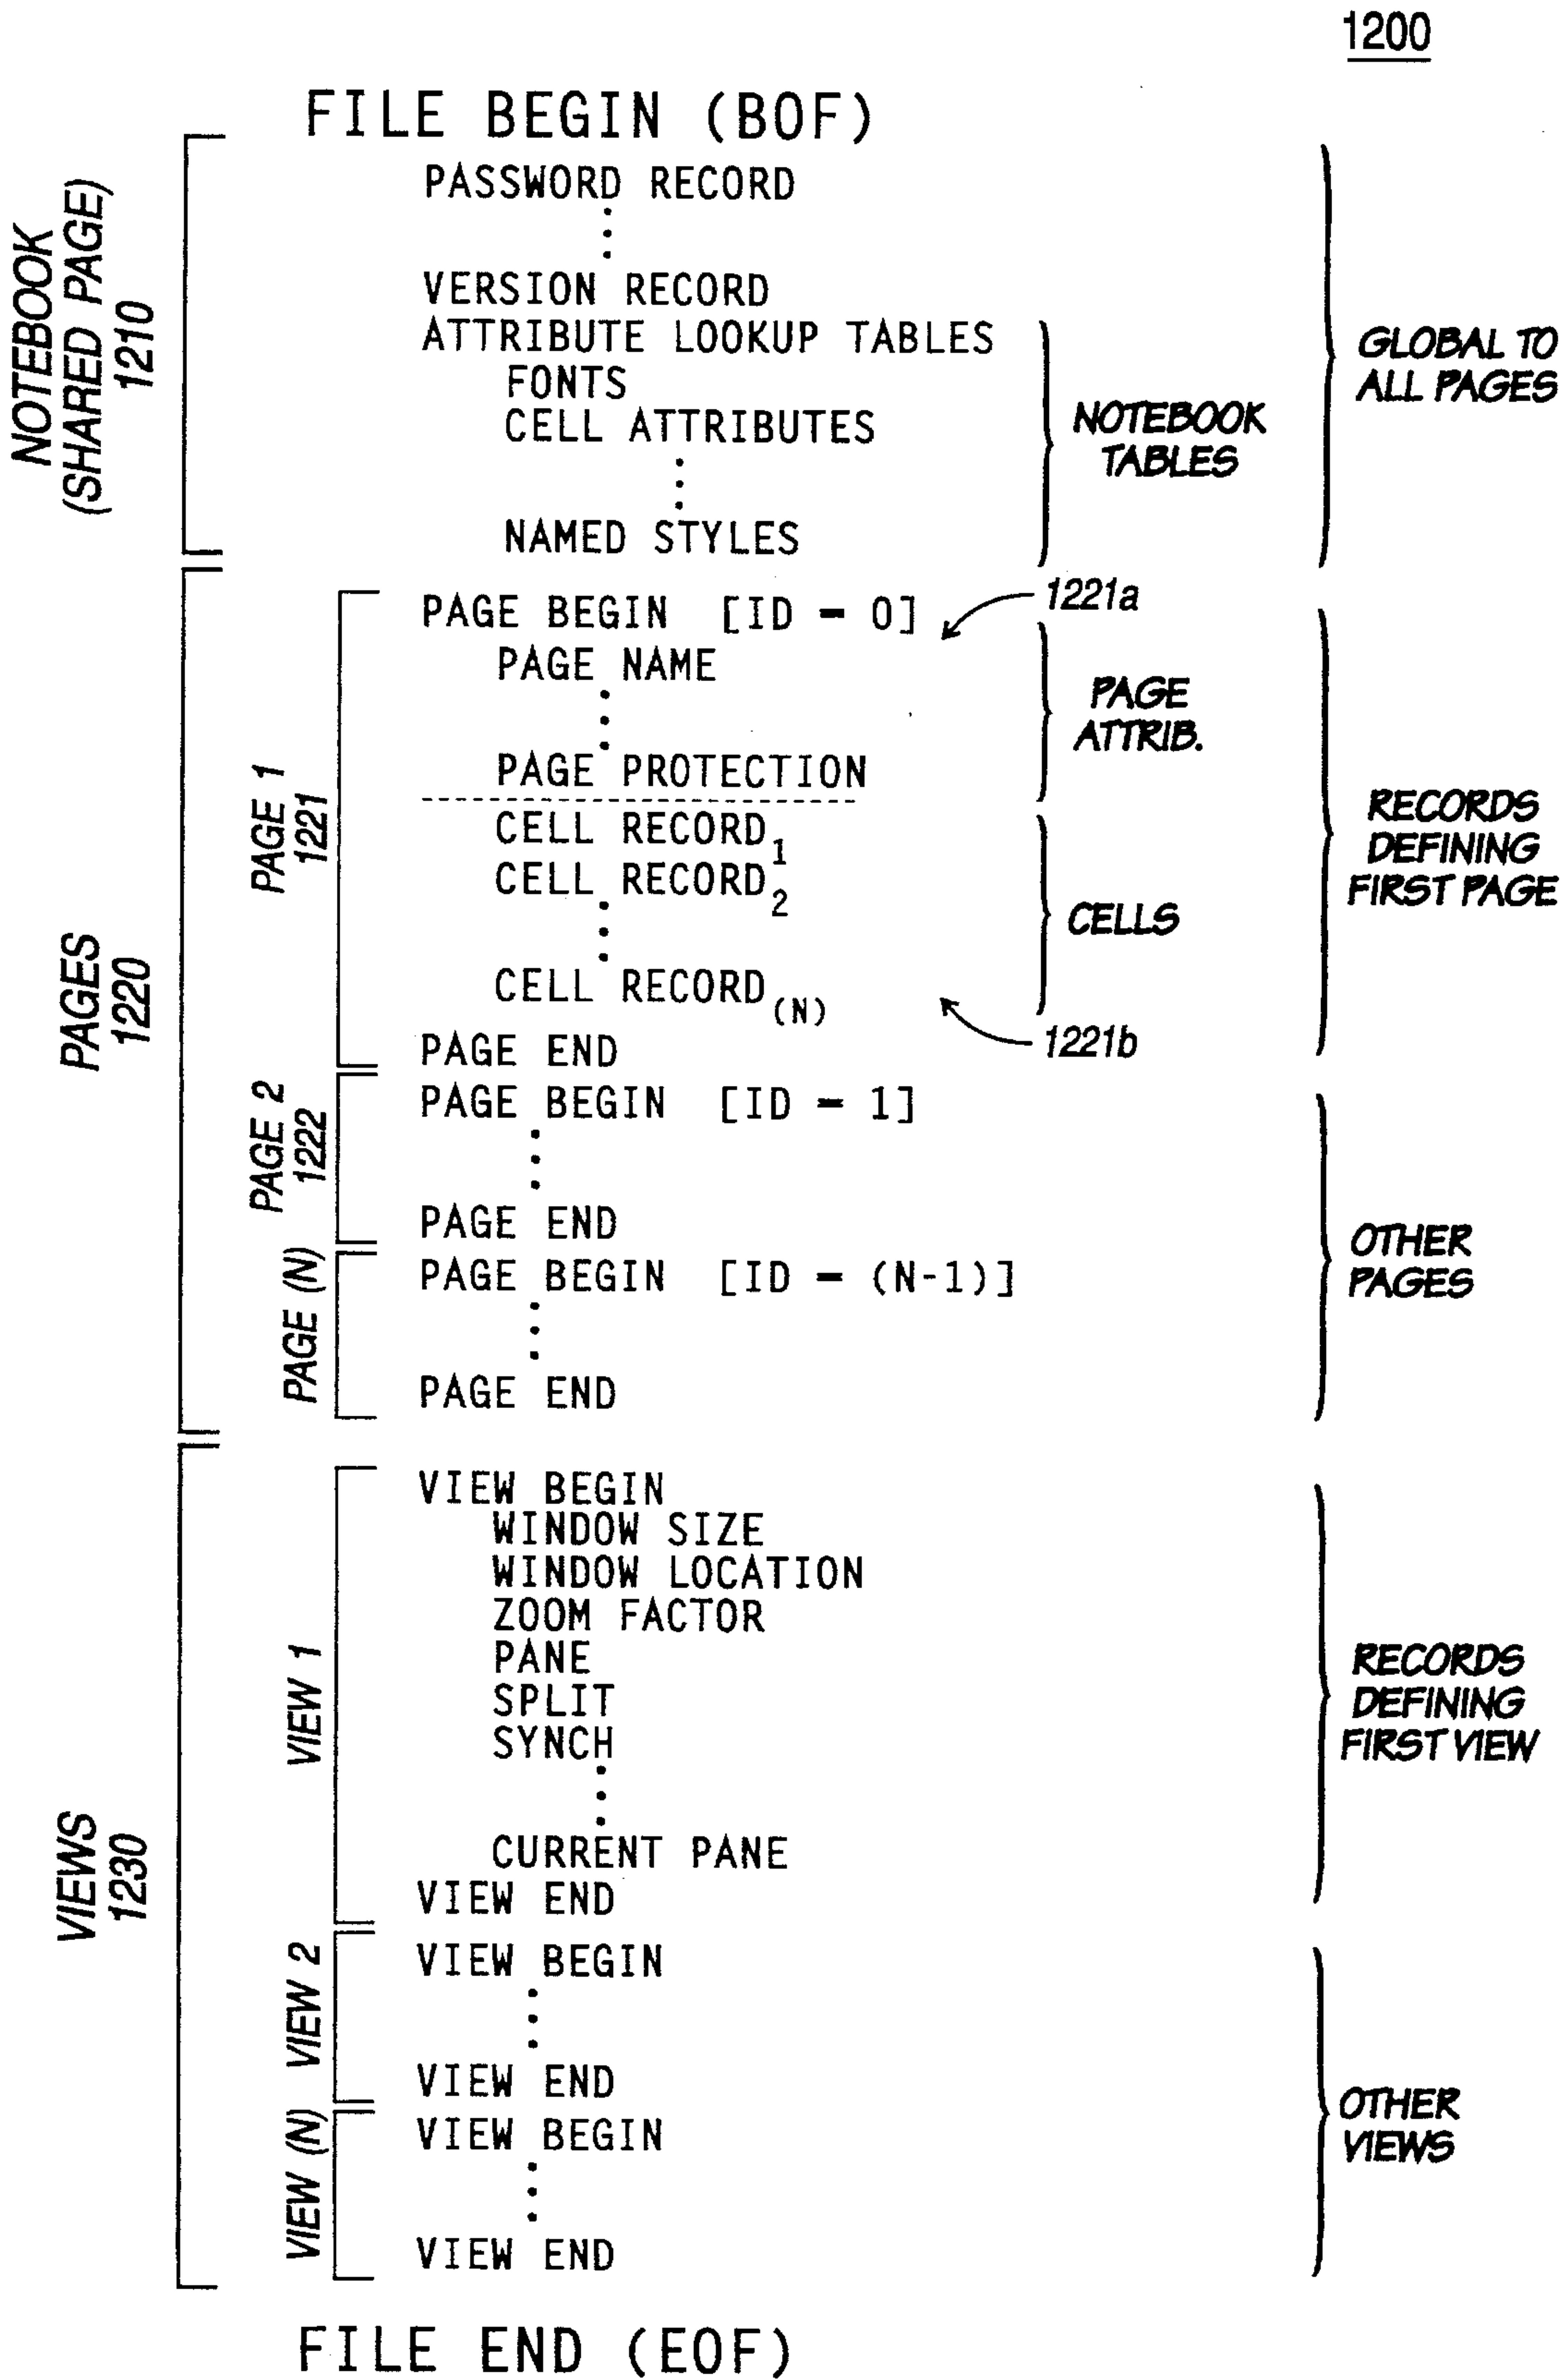 1200
FILE BEGIN (BOF)
NOTEBOOK
(SHARED PAGE)
1210
PASSWORD RECORD
VERSION RECORD
ATTRIBUTE LOOKUP TABLES
FONTS
CELL ATTRIBUTES
NAMED STYLES
NOTEBOOK
TABLES
GLOBAL TO
ALL PAGES
PAGES
1220
PAGE 1
1221
PAGE BEGIN [ID = 0]
1221a
PAGE NAME
PAGE PROTECTION
PAGE
ATTRIB.
CELL RECORD1
CELL RECORD2
CELL RECORD(N)
CELLS
1221b
PAGE END
RECORDS
DEFINING
FIRST PAGE
PAGE 2
1222
PAGE BEGIN [ID = 1]
PAGE END
PAGE (N)
PAGE BEGIN [ID = (N-1)]
PAGE END
OTHER
PAGES
VIEWS
1230
VIEW 1
VIEW BEGIN
WINDOW SIZE
WINDOW LOCATION
ZOOM FACTOR
PANE
SPLIT
SYNCH
CURRENT PANE
VIEW END
RECORDS
DEFINING
FIRST VIEW
VIEW 2
VIEW BEGIN
VIEW END
VIEW (N)
VIEW BEGIN
VIEW END
OTHER
VIEWS
FILE END (EOF)